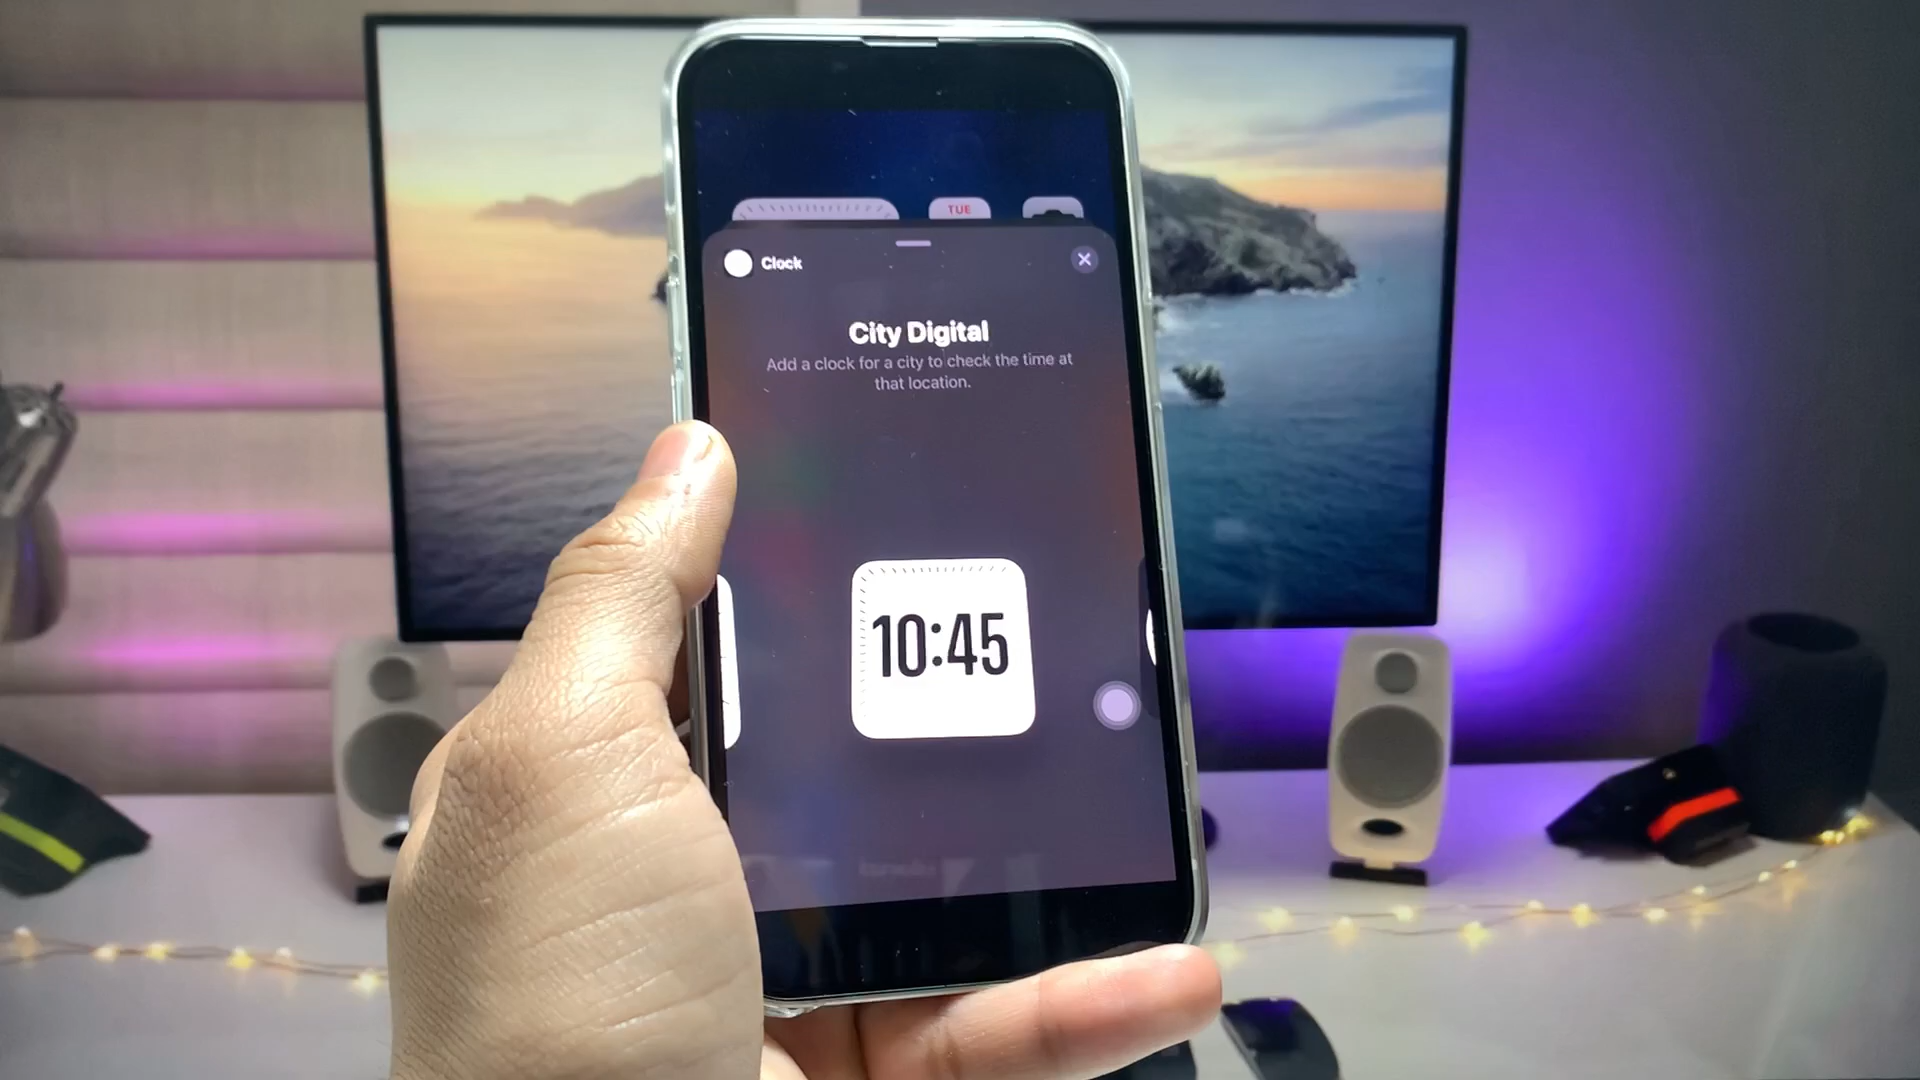 TUE
Clock
City Digital
Add a clock for a city to check the time at
that location.
10:45